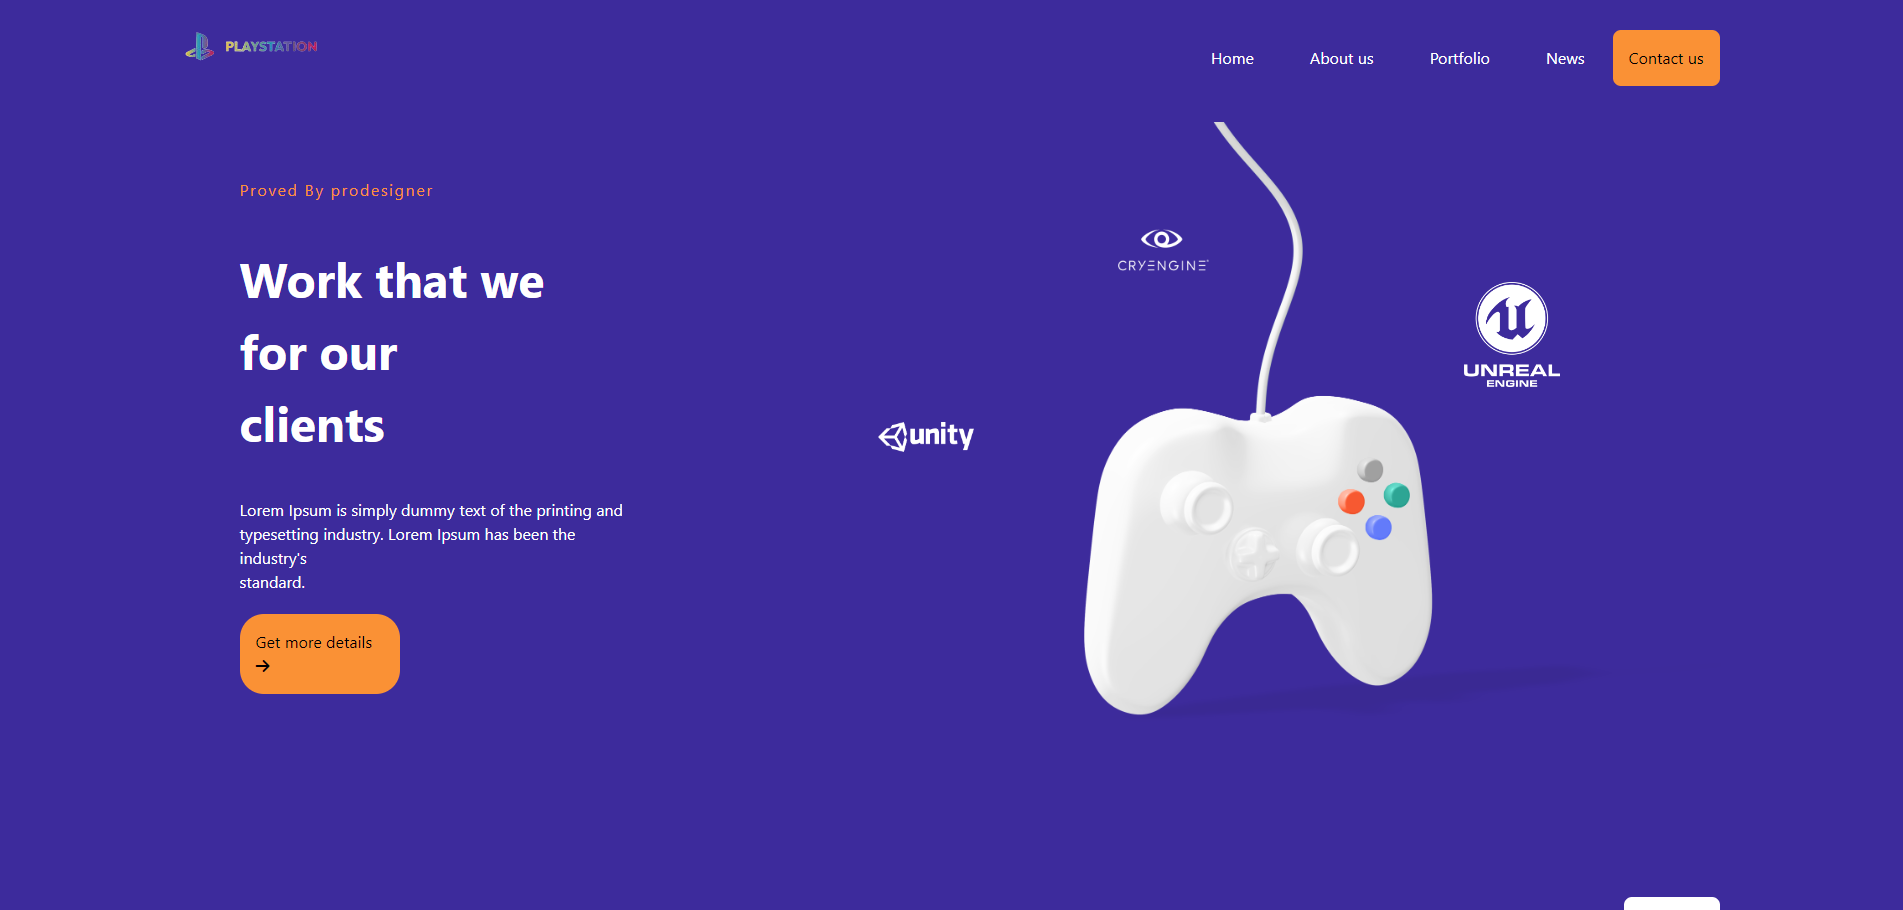 PLAYSTATION
Home
About us
Portfolio
News
Contact us
Proved By prodesigner
Work that we
for our
clients
Lorem Ipsum is simply dummy text of the printing and
typesetting industry. Lorem Ipsum has been the
industry's
standard.
Get more details
CRYENGINE
UNREAL
ENGINE
unity